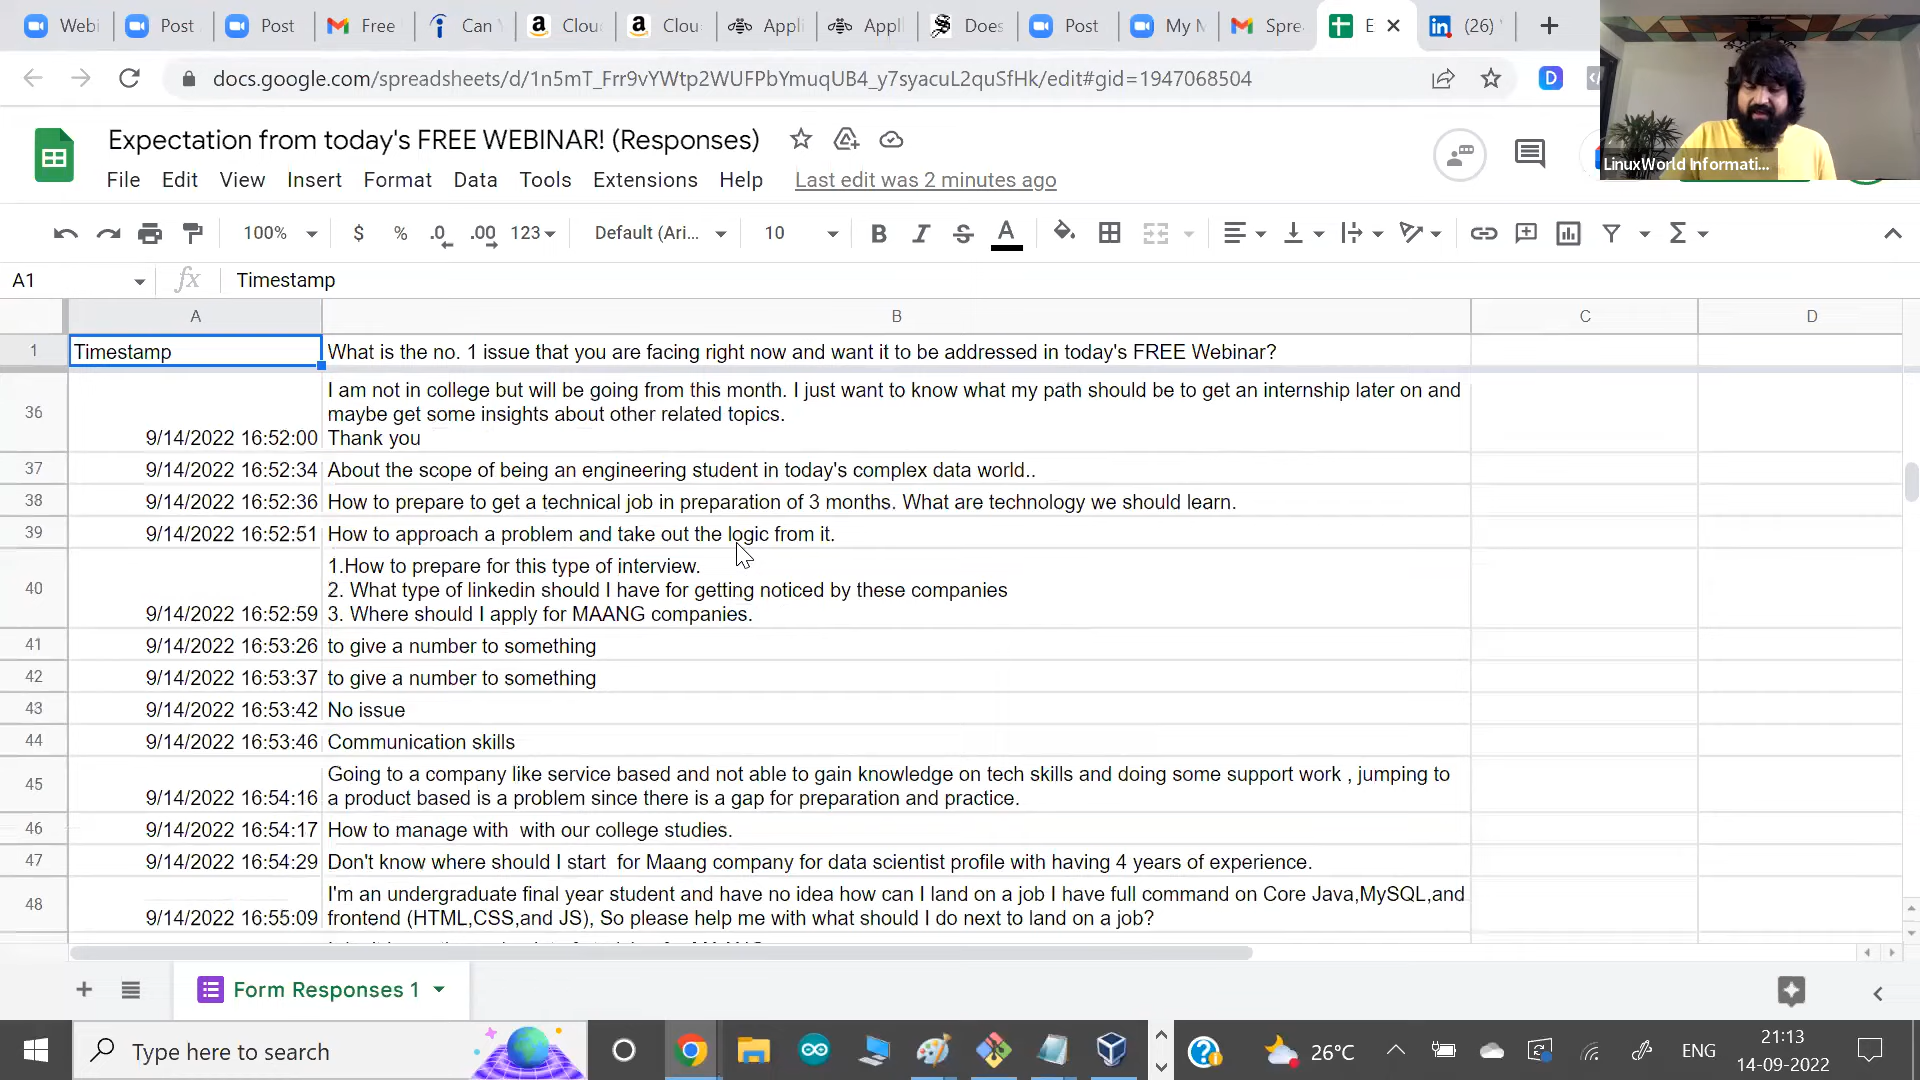 Webi
Post
Post
Free
Can
Clou
Clou
Appli
Appli
Does
Post
My M
Spre
E
(26)
docs.google.com/spreadsheets/d/1n5mT_Frr9vYWtp2WUFPbYmuqUB4_y7syacuL2quSfHk/edit#gid=1947068504
D
Expectation from today's FREE WEBINAR! (Responses)
LinuxWorld Informati...
File Edit View Insert Format Data Tools Extensions Help Last edit was 2 minutes ago
100% $ % .0 .00 123 Default (Ari... 10 B I S A
A1 fx Timestamp
A B C D
1 Timestamp What is the no. 1 issue that you are facing right now and want it to be addressed in today's FREE Webinar?
I am not in college but will be going from this month. I just want to know what my path should be to get an internship later on and
36 maybe get some insights about other related topics.
9/14/2022 16:52:00 Thank you
37 9/14/2022 16:52:34 About the scope of being an engineering student in today's complex data world..
38 9/14/2022 16:52:36 How to prepare to get a technical job in preparation of 3 months. What are technology we should learn.
39 9/14/2022 16:52:51 How to approach a problem and take out the logic from it.
1.How to prepare for this type of interview.
40 2. What type of linkedin should I have for getting noticed by these companies
9/14/2022 16:52:59 3. Where should I apply for MAANG companies.
41 9/14/2022 16:53:26 to give a number to something
42 9/14/2022 16:53:37 to give a number to something
43 9/14/2022 16:53:42 No issue
44 9/14/2022 16:53:46 Communication skills
45 Going to a company like service based and not able to gain knowledge on tech skills and doing some support work , jumping to
9/14/2022 16:54:16 a product based is a problem since there is a gap for preparation and practice.
46 9/14/2022 16:54:17 How to manage with  with our college studies.
47 9/14/2022 16:54:29 Don't know where should I start  for Maang company for data scientist profile with having 4 years of experience.
48 I'm an undergraduate final year student and have no idea how can I land on a job I have full command on Core Java,MySQL,and
9/14/2022 16:55:09 frontend (HTML,CSS,and JS), So please help me with what should I do next to land on a job?
Form Responses 1
Type here to search
26°C
ENG
21:13
14-09-2022